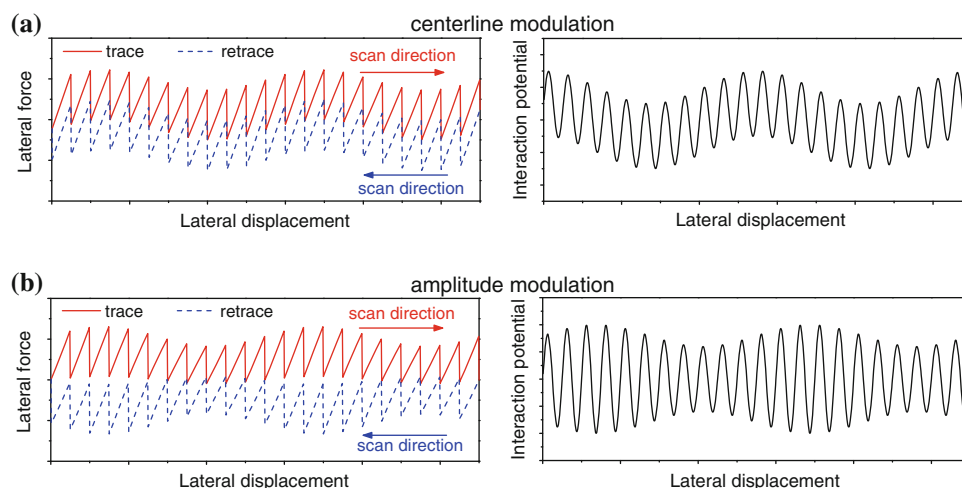 (a)
centerline modulation
trace
retrace
scan direction
Lateral force
scan direction
Lateral displacement
Interaction potential
Lateral displacement
(b)
amplitude modulation
trace
retrace
scan direction
Lateral force
scan direction
Lateral displacement
Interaction potential
Lateral displacement